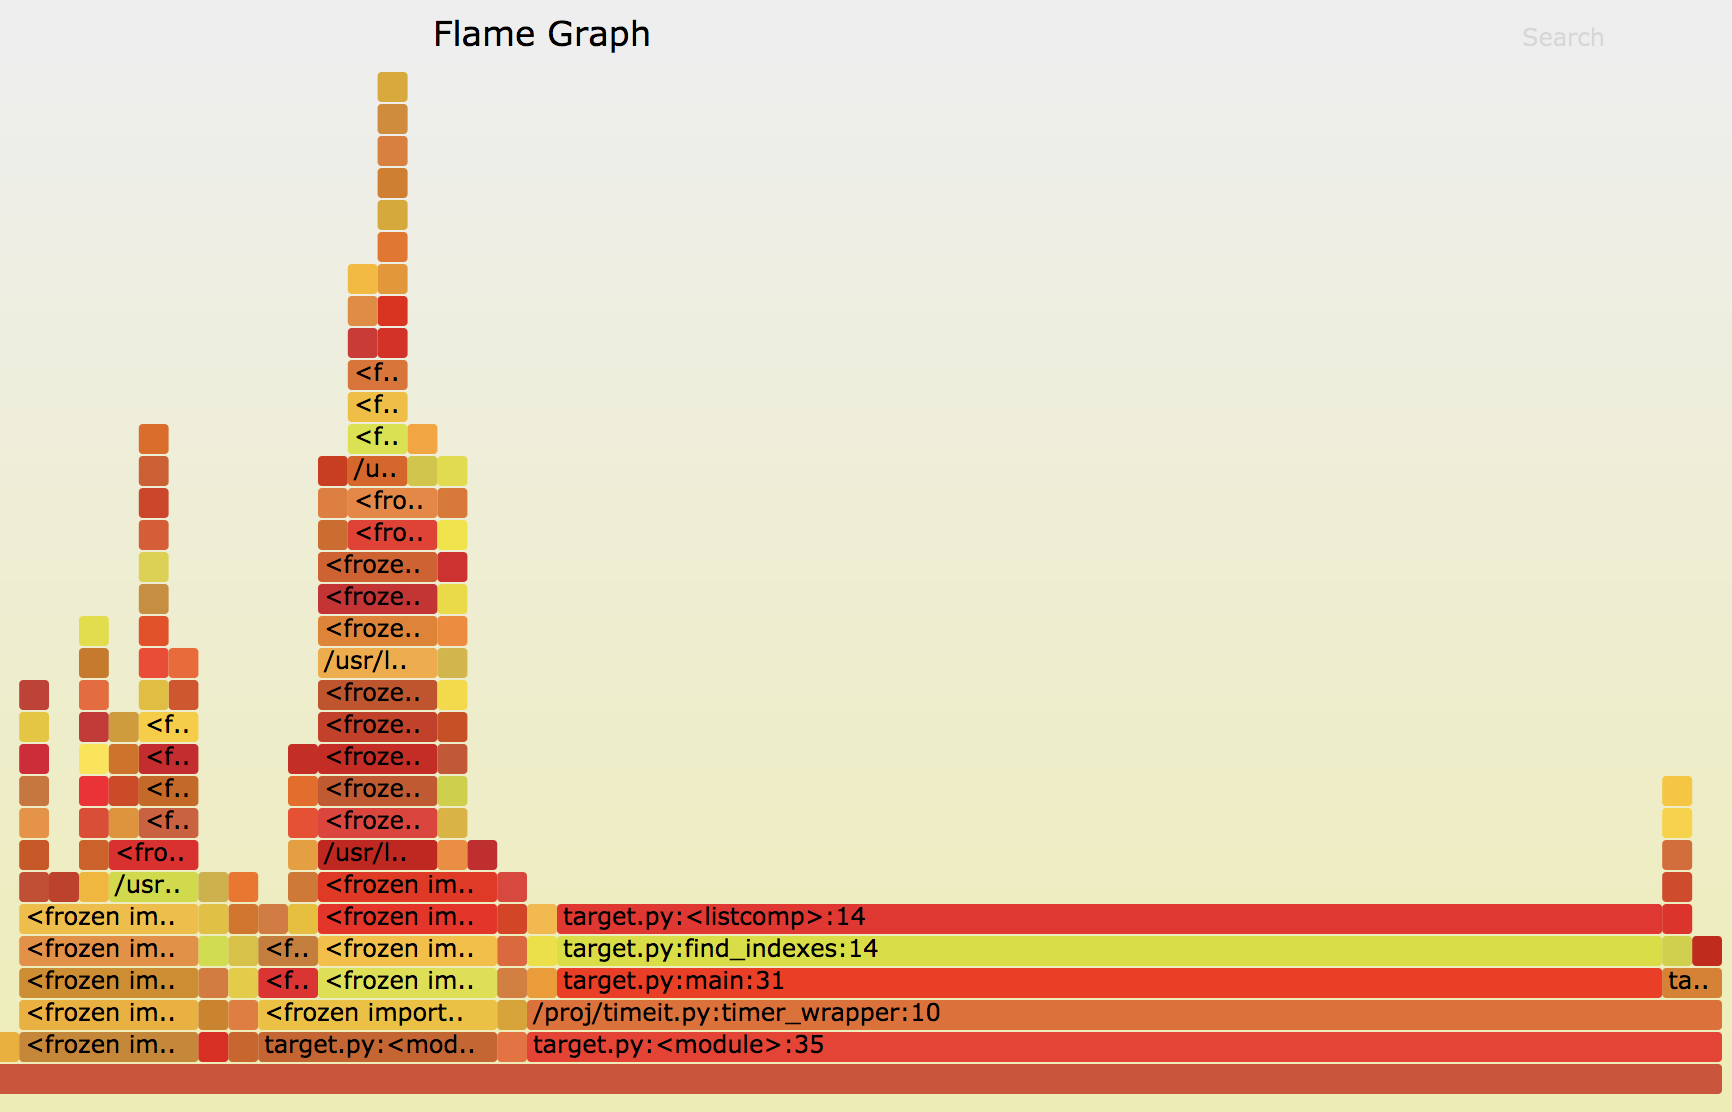 Flame Graph
Search
<f..
<f..
<f..
/u..
<fro..
<fro..
<froze..
<froze..
<froze..
/usr/l..
<froze..
<f.. <froze..
<f.. <froze..
<f.. <froze..
<f.. <froze..
<fro.. /usr/l..
/usr.. <frozen im..
<frozen im.. <frozen im.. target.py:<listcomp>:14
<frozen im.. <f.. <frozen im.. target.py:find_indexes:14
<frozen im.. <f.. <frozen im.. target.py:main:31 ta..
<frozen im.. <frozen import.. /proj/timeit.py:timer_wrapper:10
<frozen im.. target.py:<mod.. target.py:<module>:35